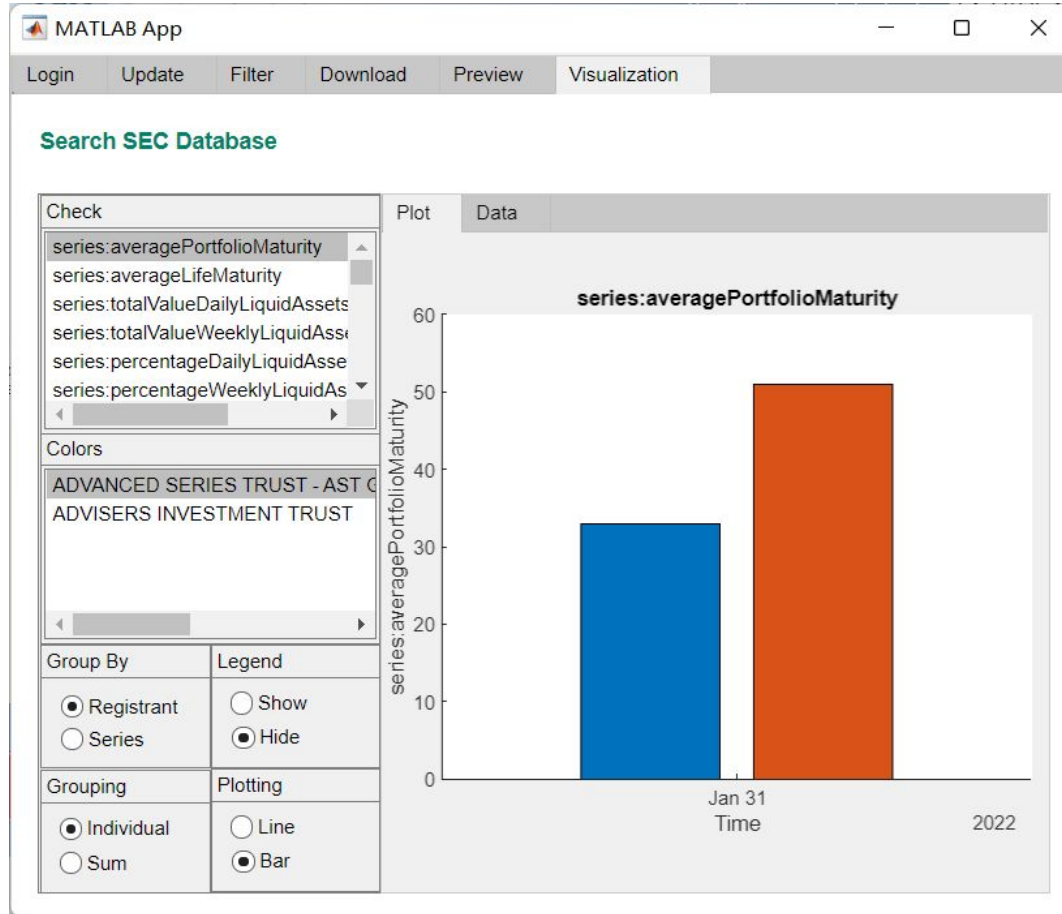 MATLAB App
Login Update Filter Download Preview Visualization
Search SEC Database
Check
series:averagePortfolioMaturity
series:averageLifeMaturity
series:totalValueDailyLiquidAssets
series:totalValueWeeklyLiquidAsse
series:percentageDailyLiquidAsse
series:percentageWeeklyLiquidAs
Colors
ADVANCED SERIES TRUST - AST G
ADVISERS INVESTMENT TRUST
Group By
Registrant
Series
Legend
Show
Hide
Grouping
Individual
Sum
Plotting
Line
Bar
Plot Data
series:averagePortfolioMaturity
series:averagePortfolioMaturity
60
50
40
30
20
10
0
Jan 31
Time 2022